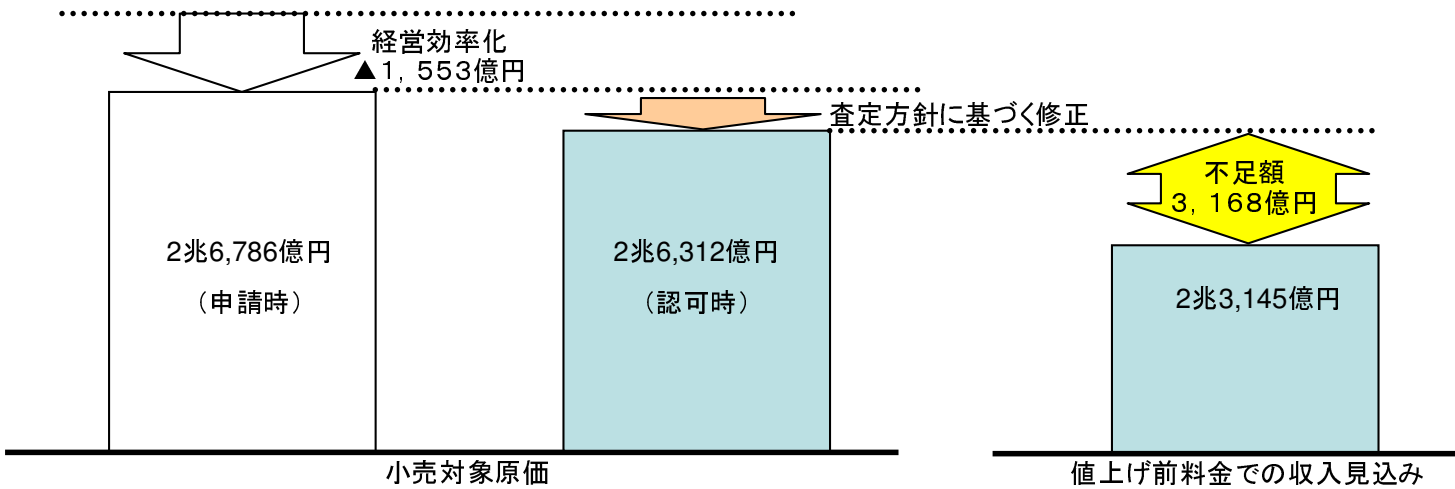 経営効率化
▲１，５５３億円
査定方針に基づく修正
不足額
３，１６８億円
2兆6,786億円
（申請時）
2兆6,312億円
（認可時）
2兆3,145億円
小売対象原価
値上げ前料金での収入見込み